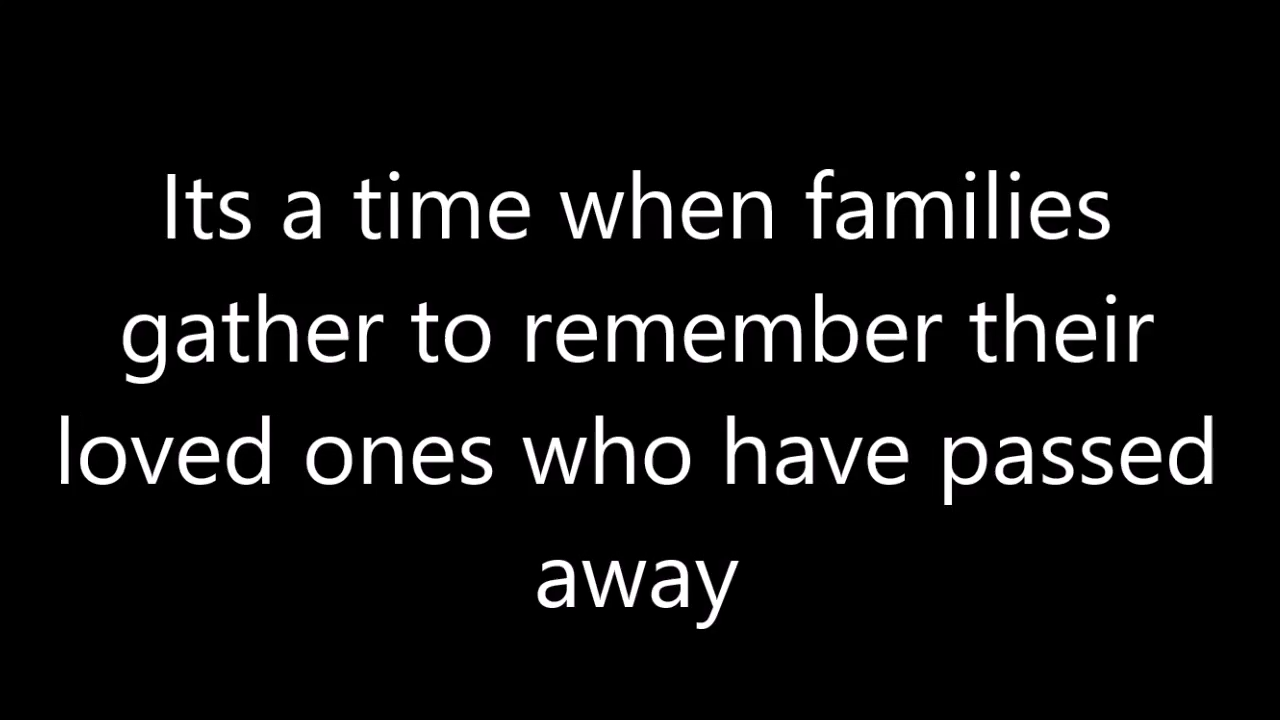 Its a time when families
gather to remember their
loved ones who have passed
away